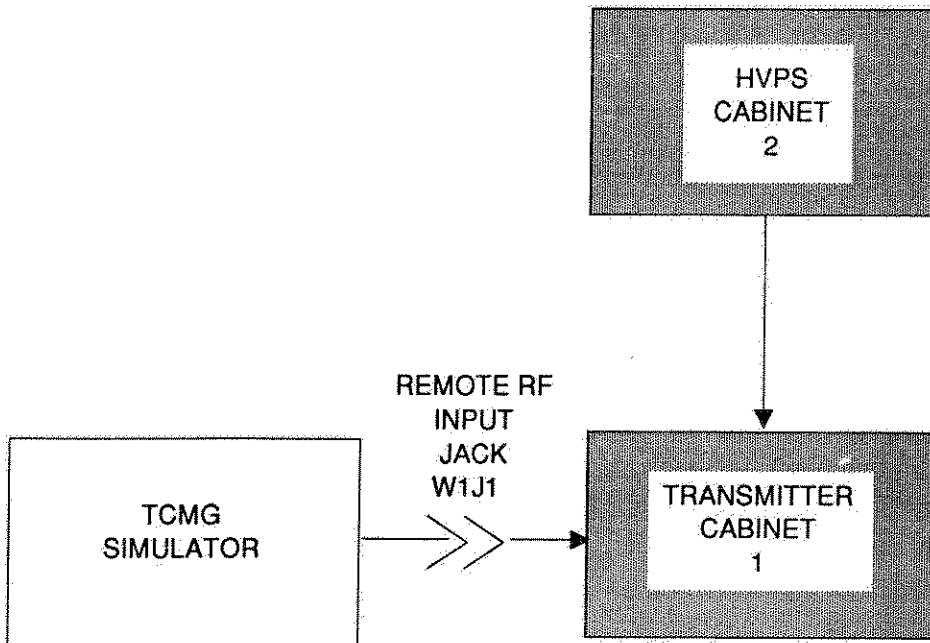 HVPS
CABINET
2
REMOTE RF
INPUT
JACK
W1J1
TCMG
SIMULATOR
TRANSMITTER
CABINET
1